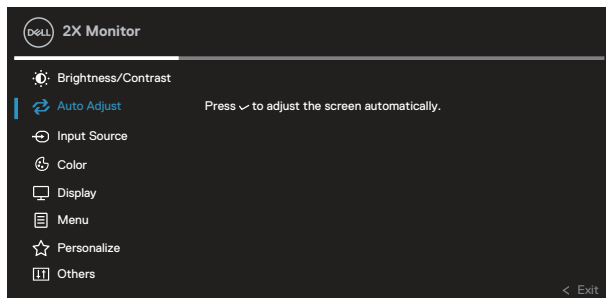 DELL 2X Monitor
Brightness/Contrast
Auto Adjust Press ✓ to adjust the screen automatically.
Input Source
Color
Display
Menu
Personalize
Others
< Exit